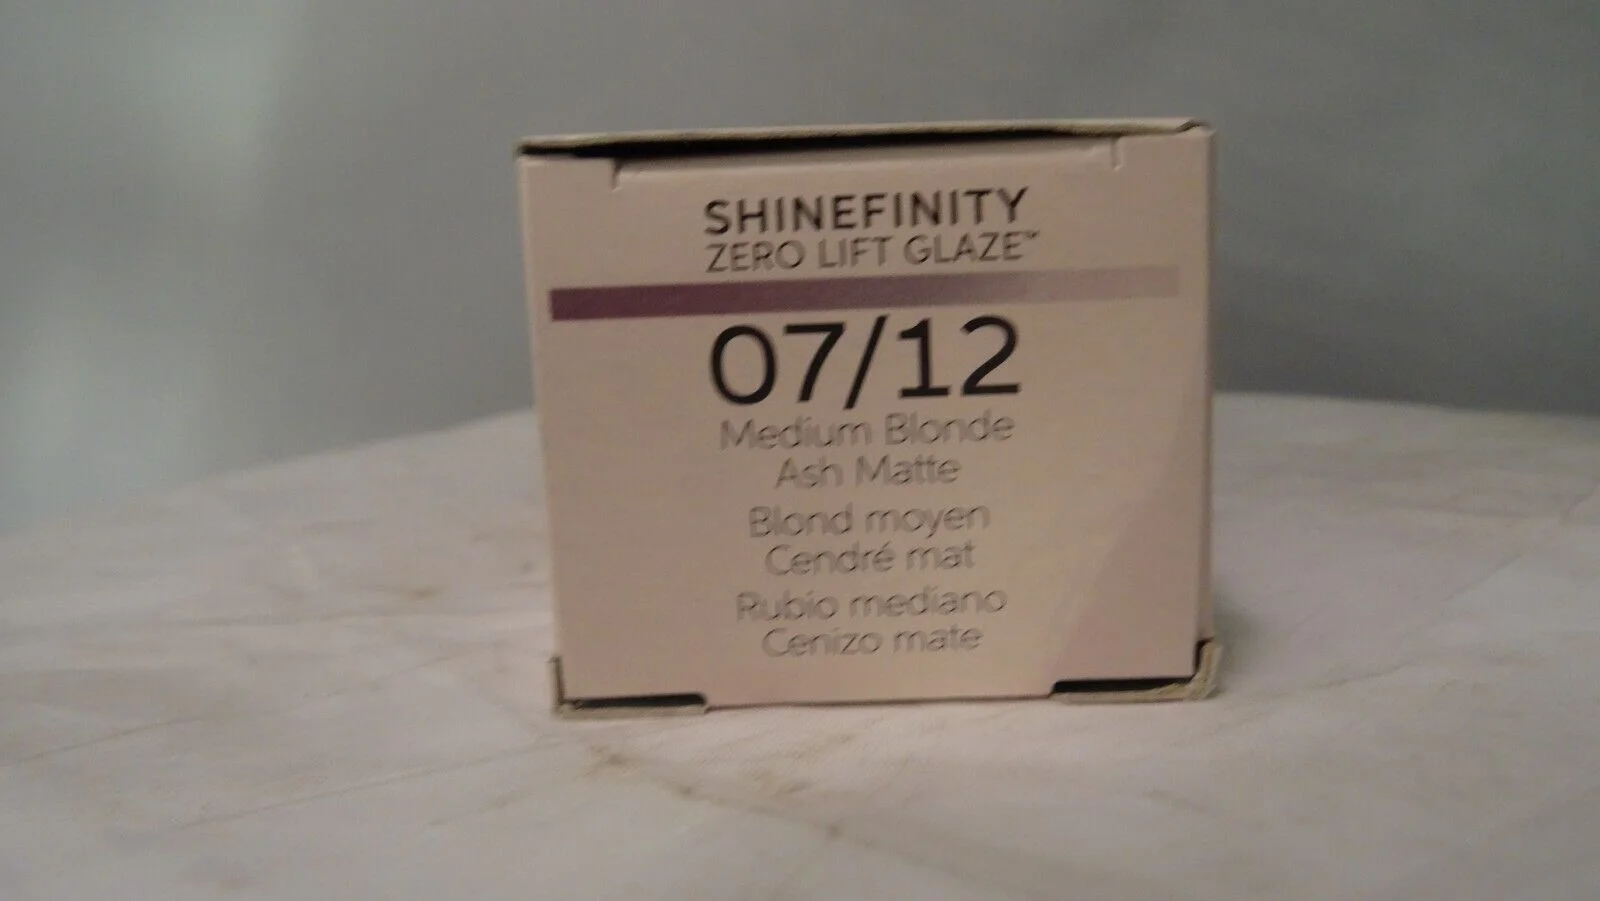 SHINEFINITY
ZERO LIFT GLAZE™
07/12
Medium Blonde
Ash Matte
Blond moyen
Cendré mat
Rubio mediano
Cenizo mate